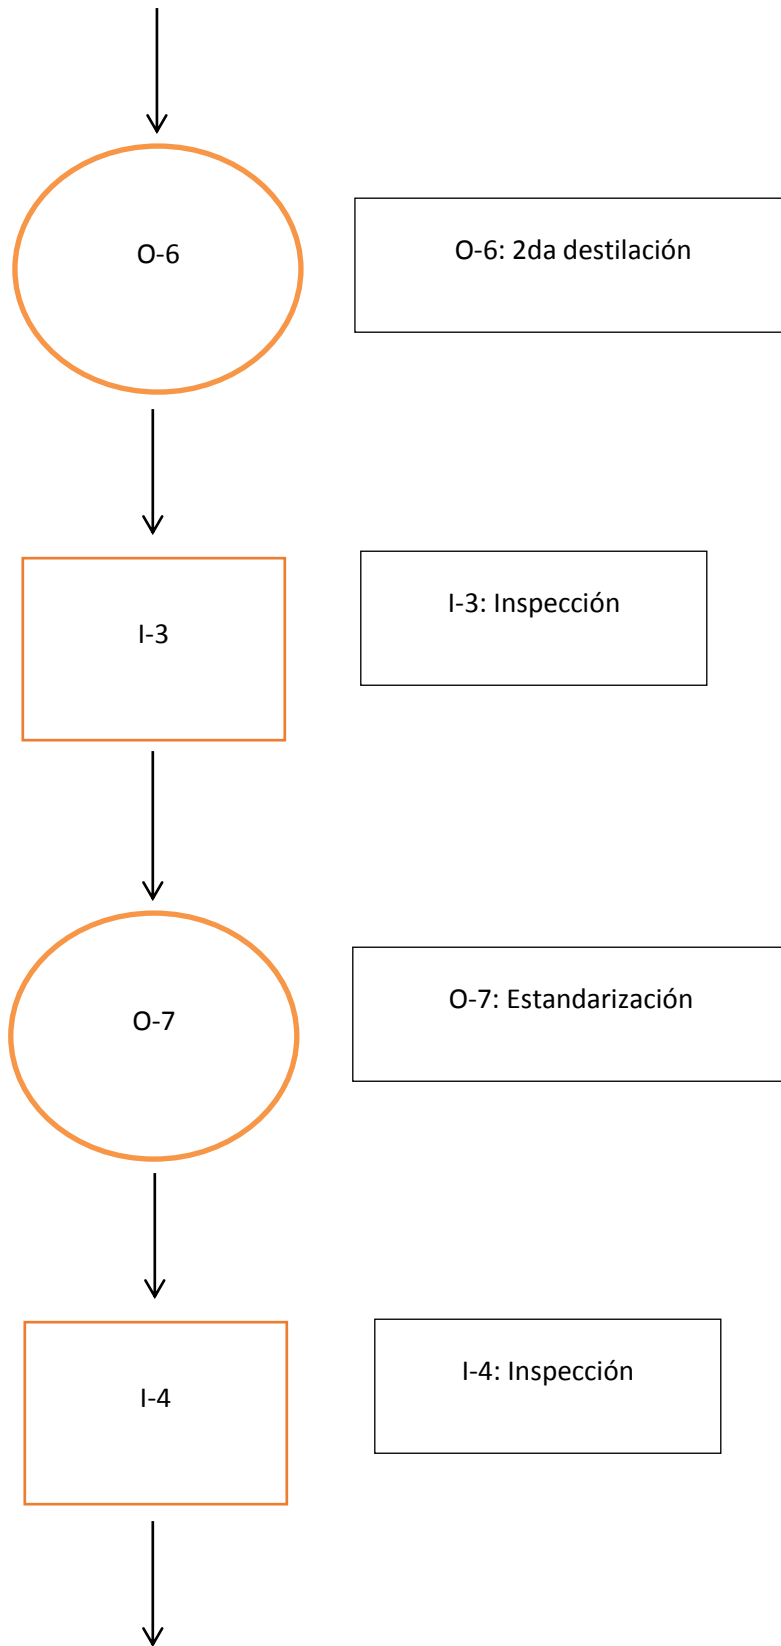 O-6
O-6: 2da destilación
I-3
I-3: Inspección
O-7
O-7: Estandarización
I-4
I-4: Inspección